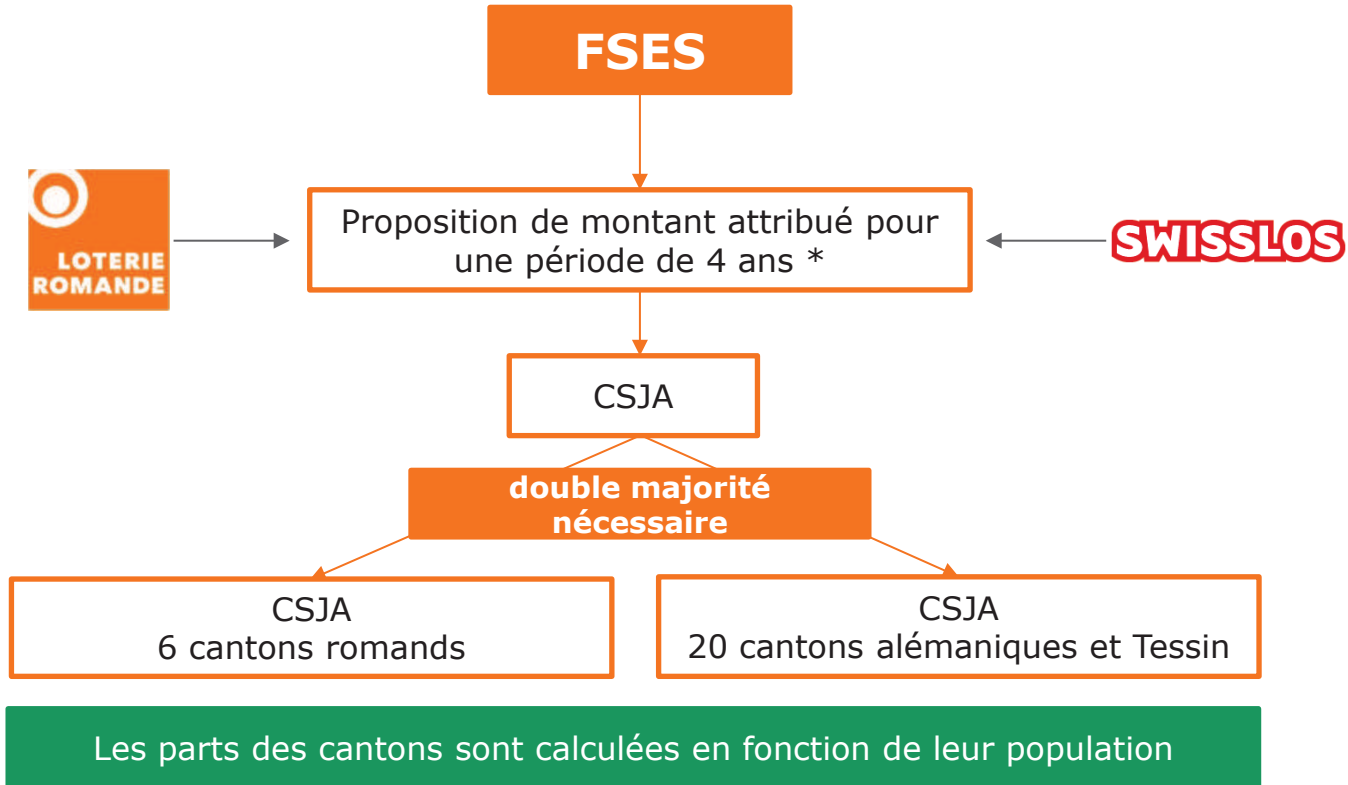 FSES
LOTERIE
ROMANDE
Proposition de montant attribué pour
une période de 4 ans *
SWISSLOS
CSJA
double majorité
nécessaire
CSJA
6 cantons romands
CSJA
20 cantons alémaniques et Tessin
Les parts des cantons sont calculées en fonction de leur population